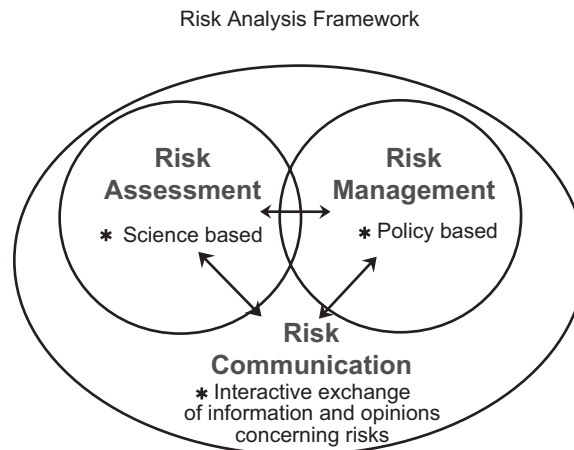 Risk Analysis Framework
Risk
Assessment
* Science based
Risk
Management
* Policy based
Risk
Communication
* Interactive exchange
of information and opinions
concerning risks